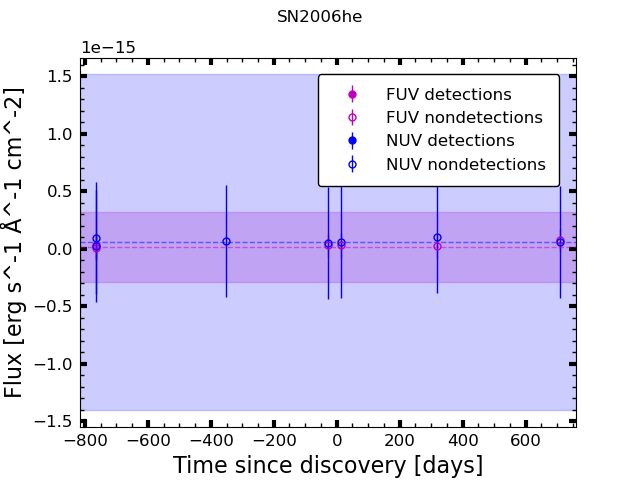 SN2006he
1e−15
1.5
1.0
0.5
0.0
−0.5
−1.0
−1.5
Flux [erg s^-1 Å^-1 cm^-2]
FUV detections
FUV nondetections
NUV detections
NUV nondetections
−800 −600 −400 −200 0 200 400 600
Time since discovery [days]